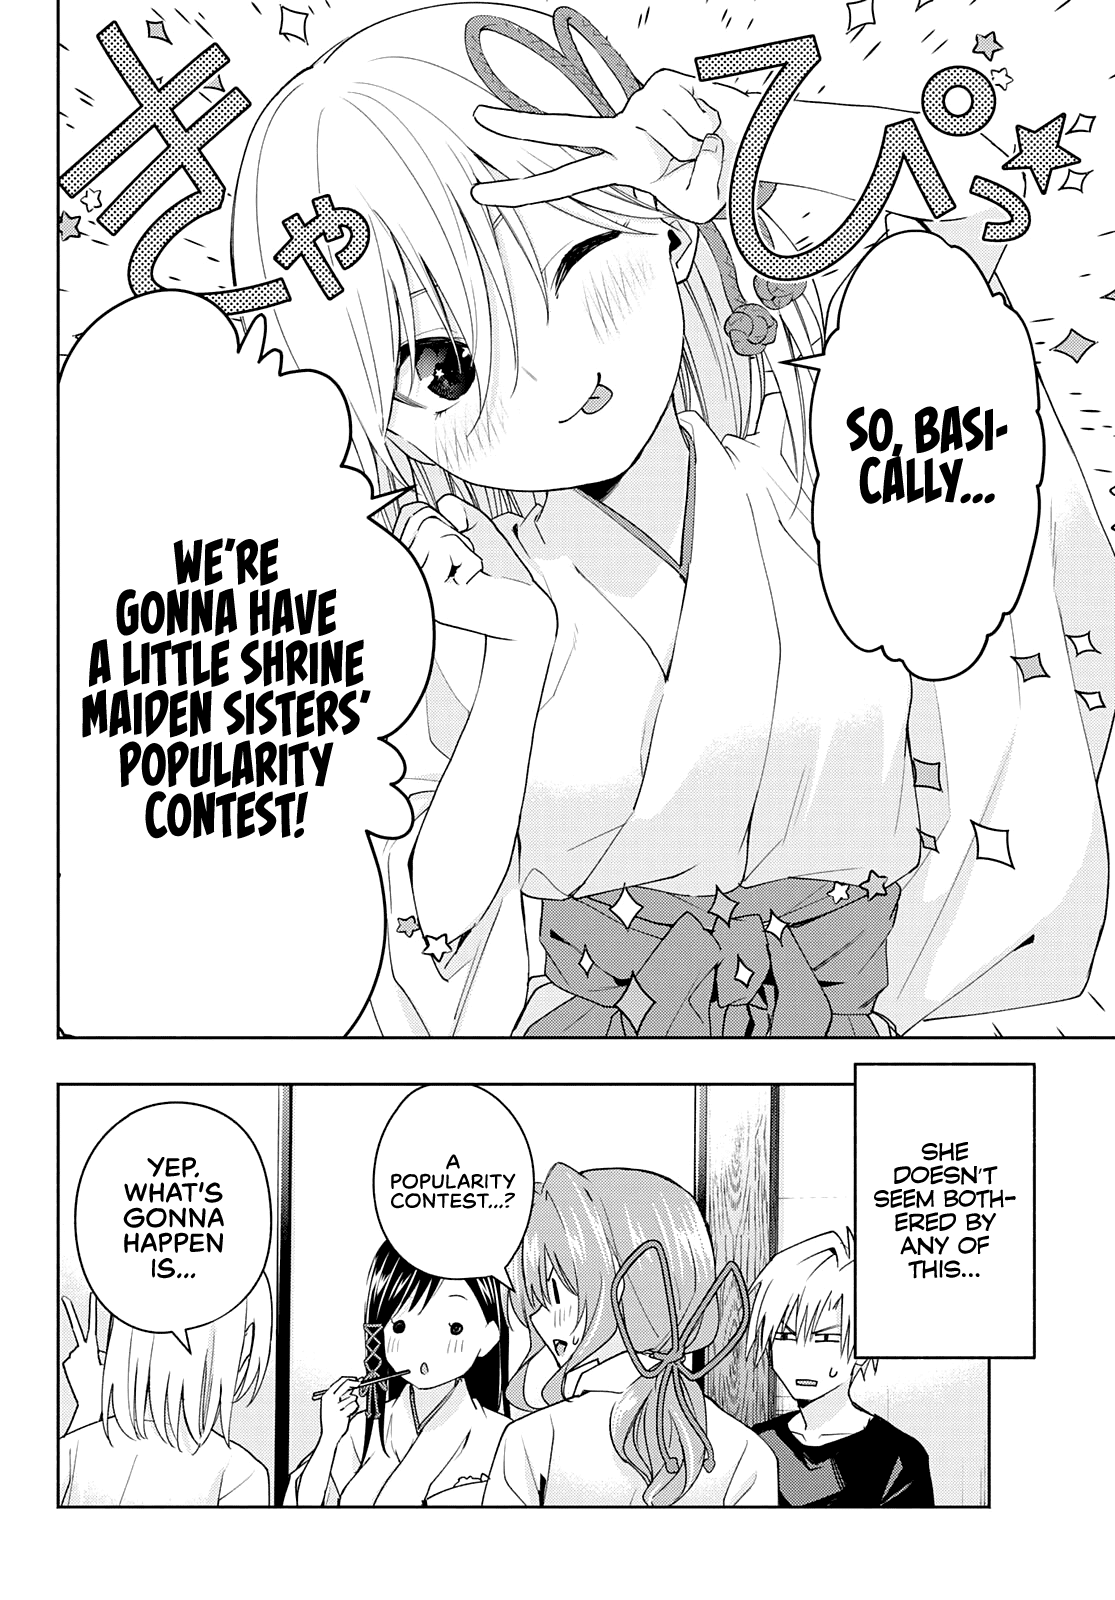 きゃぴっ
SO, BASI-
CALLY...
WE'RE
GONNA HAVE
A LITTLE SHRINE
MAIDEN SISTERS'
POPULARITY
CONTEST!
SHE
DOESN'T
SEEM BOTH-
ERED BY
ANY OF
THIS...
A
POPULARITY
CONTEST...?
YEP.
WHAT'S
GONNA
HAPPEN
IS...